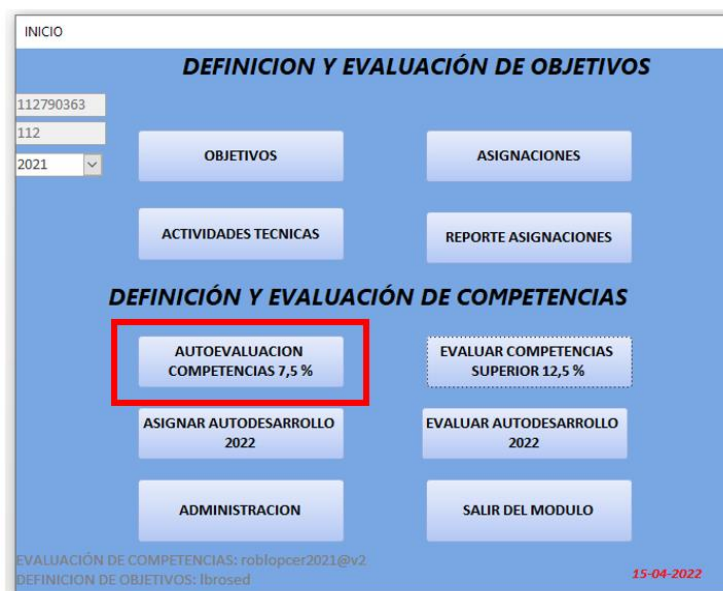 INICIO
DEFINICION Y EVALUACIÓN DE OBJETIVOS
112790363
112
2021
OBJETIVOS
ASIGNACIONES
ACTIVIDADES TECNICAS
REPORTE ASIGNACIONES
DEFINICIÓN Y EVALUACIÓN DE COMPETENCIAS
AUTOEVALUACION
COMPETENCIAS 7,5 %
EVALUAR COMPETENCIAS
SUPERIOR 12,5 %
ASIGNAR AUTODESARROLLO
2022
EVALUAR AUTODESARROLLO
2022
ADMINISTRACION
SALIR DEL MODULO
EVALUACIÓN DE COMPETENCIAS: roblopcer2021@v2
DEFINICION DE OBJETIVOS: lbrosed
15-04-2022